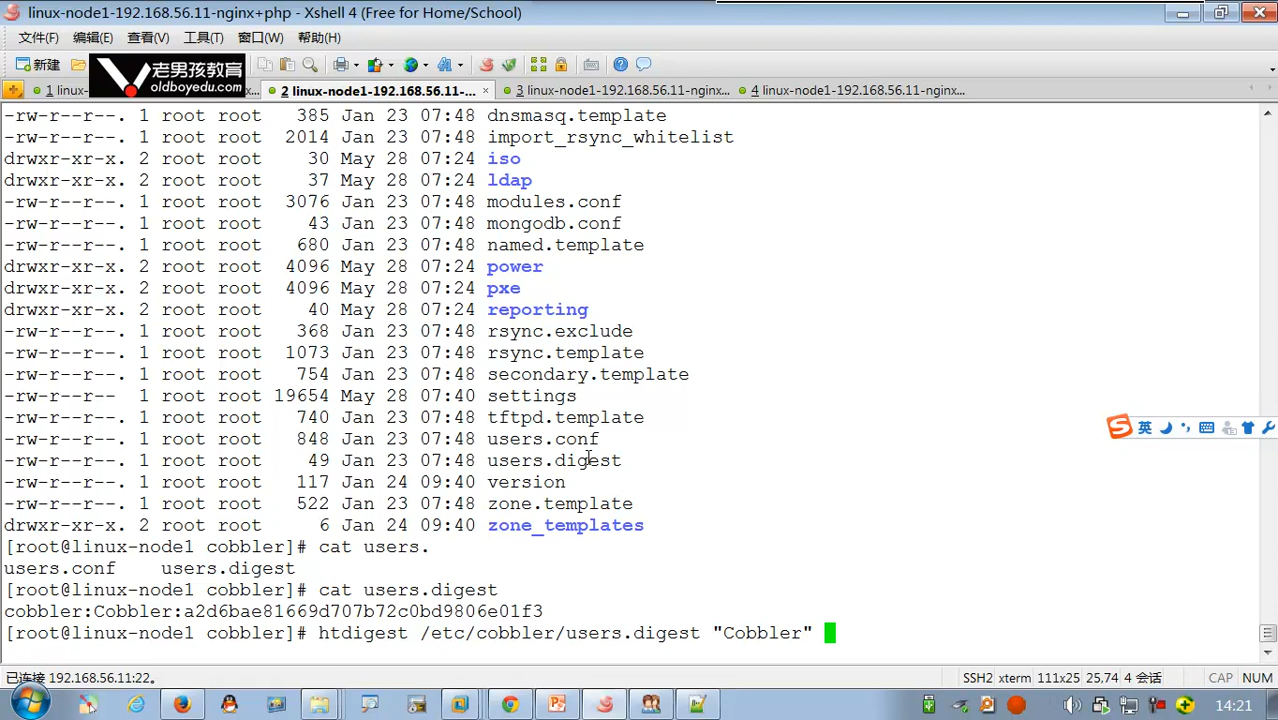 linux-node1-192.168.56.11-nginx+php - Xshell 4 (Free for Home/School)
文件(F) 编辑(E) 查看(V) 工具(T) 窗口(W) 帮助(H)
新建
老男孩教育
oldboyedu.com
1 linux-
2 linux-node1-192.168.56.11-...
3 linux-node1-192.168.56.11-nginx...
4 linux-node1-192.168.56.11-nginx...
-rw-r--r--. 1 root root 385 Jan 23 07:48 dnsmasq.template
-rw-r--r--. 1 root root 2014 Jan 23 07:48 import_rsync_whitelist
drwxr-xr-x. 2 root root 30 May 28 07:24 iso
drwxr-xr-x. 2 root root 37 May 28 07:24 ldap
-rw-r--r--. 1 root root 3076 Jan 23 07:48 modules.conf
-rw-r--r--. 1 root root 43 Jan 23 07:48 mongodb.conf
-rw-r--r--. 1 root root 680 Jan 23 07:48 named.template
drwxr-xr-x. 2 root root 4096 May 28 07:24 power
drwxr-xr-x. 2 root root 4096 May 28 07:24 pxe
drwxr-xr-x. 2 root root 40 May 28 07:24 reporting
-rw-r--r--. 1 root root 368 Jan 23 07:48 rsync.exclude
-rw-r--r--. 1 root root 1073 Jan 23 07:48 rsync.template
-rw-r--r--. 1 root root 754 Jan 23 07:48 secondary.template
-rw-r--r-- 1 root root 19654 May 28 07:40 settings
-rw-r--r--. 1 root root 740 Jan 23 07:48 tftpd.template
-rw-r--r--. 1 root root 848 Jan 23 07:48 users.conf
-rw-r--r--. 1 root root 49 Jan 23 07:48 users.digest
-rw-r--r--. 1 root root 117 Jan 24 09:40 version
-rw-r--r--. 1 root root 522 Jan 23 07:48 zone.template
drwxr-xr-x. 2 root root 6 Jan 24 09:40 zone_templates
[root@linux-node1 cobbler]# cat users.
users.conf users.digest
[root@linux-node1 cobbler]# cat users.digest
cobbler:Cobbler:a2d6bae81669d707b72c0bd9806e01f3
[root@linux-node1 cobbler]# htdigest /etc/cobbler/users.digest "Cobbler"
英
已连接 192.168.56.11:22。 SSH2 xterm 111x25 25,74 4 会话 CAP NUM
14:21